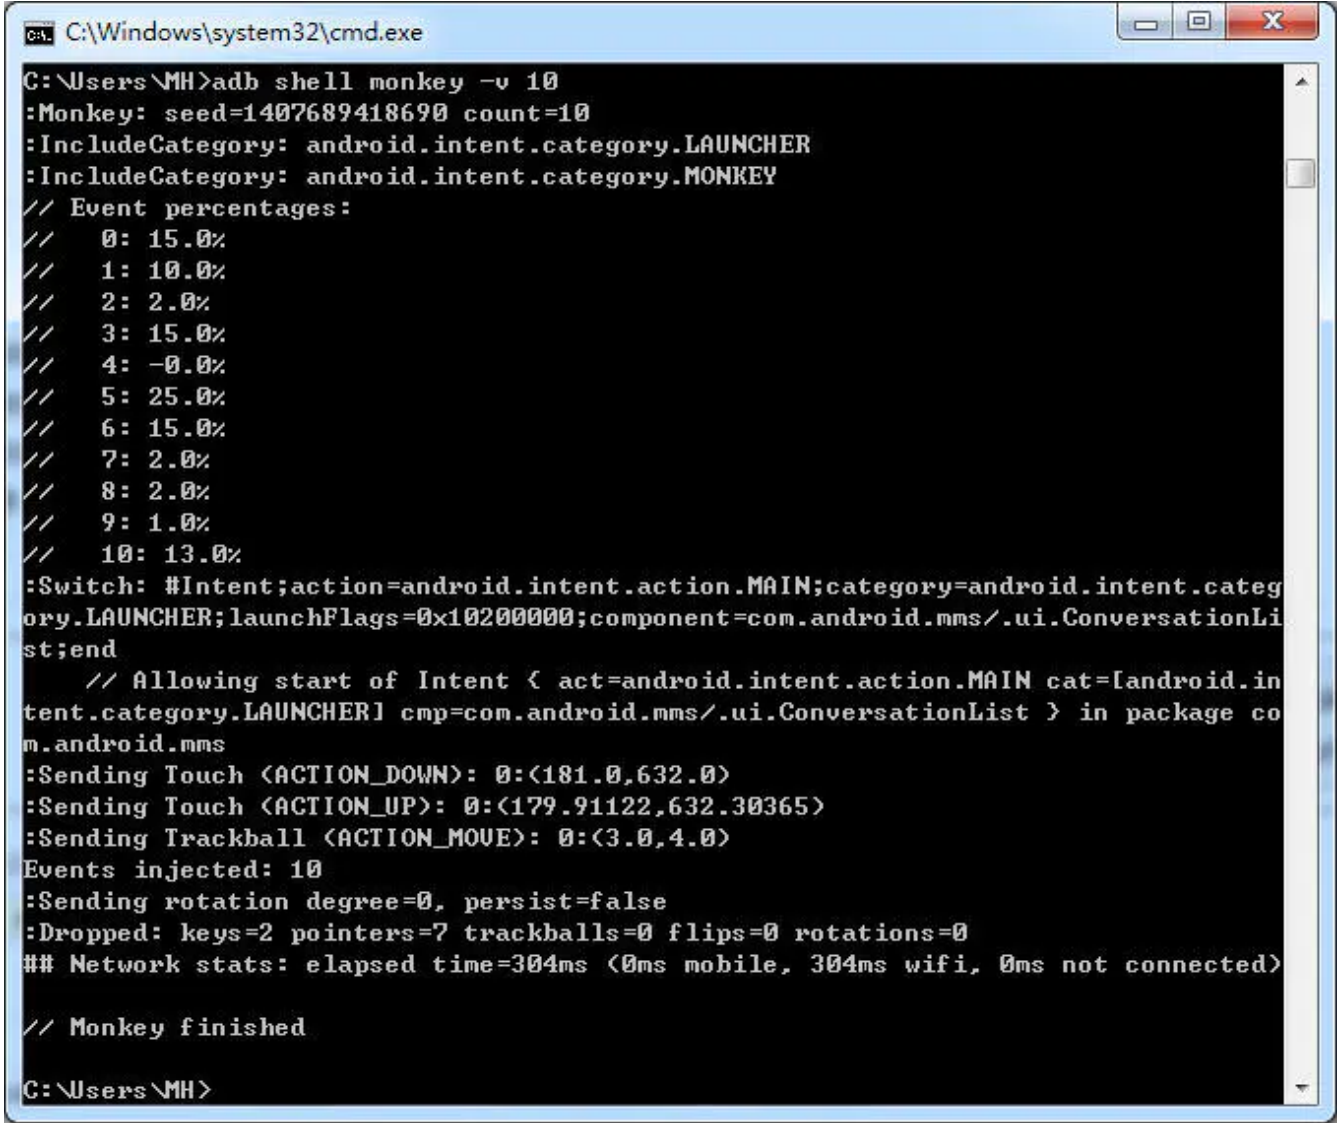 C:\Windows\system32\cmd.exe
C:\Users\MH>adb shell monkey -v 10
:Monkey: seed=1407689418690 count=10
:IncludeCategory: android.intent.category.LAUNCHER
:IncludeCategory: android.intent.category.MONKEY
// Event percentages:
//   0: 15.0%
//   1: 10.0%
//   2: 2.0%
//   3: 15.0%
//   4: -0.0%
//   5: 25.0%
//   6: 15.0%
//   7: 2.0%
//   8: 2.0%
//   9: 1.0%
//   10: 13.0%
:Switch: #Intent;action=android.intent.action.MAIN;category=android.intent.categ
ory.LAUNCHER;launchFlags=0x10200000;component=com.android.mms/.ui.ConversationLi
st;end
    // Allowing start of Intent { act=android.intent.action.MAIN cat=[android.in
tent.category.LAUNCHER] cmp=com.android.mms/.ui.ConversationList } in package co
m.android.mms
:Sending Touch (ACTION_DOWN): 0:(181.0,632.0)
:Sending Touch (ACTION_UP): 0:(179.91122,632.30365)
:Sending Trackball (ACTION_MOVE): 0:(3.0,4.0)
Events injected: 10
:Sending rotation degree=0, persist=false
:Dropped: keys=2 pointers=7 trackballs=0 flips=0 rotations=0
## Network stats: elapsed time=304ms (0ms mobile, 304ms wifi, 0ms not connected)
// Monkey finished
C:\Users\MH>